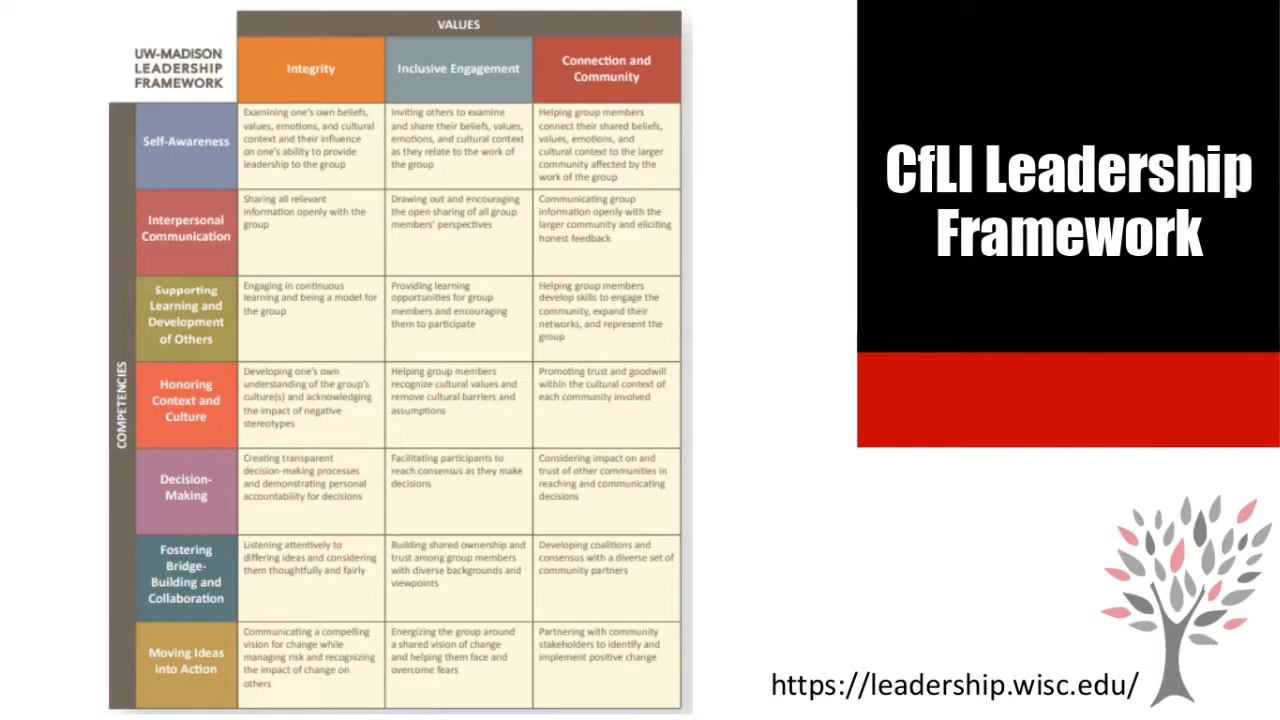 VALUES
UW-MADISON
LEADERSHIP
FRAMEWORK
Integrity
Inclusive Engagement
Connection and
Community
COMPETENCIES
Self-Awareness
Examining one's own beliefs,
values, emotions, and cultural
context and their influence
on one's ability to provide
leadership to the group
Inviting others to examine
and share their beliefs, values,
emotions, and cultural context
as they relate to the work of
the group
Helping group members
connect their shared beliefs,
values, emotions, and
cultural context to the larger
community affected by the
work of the group
Interpersonal
Communication
Sharing all relevant
information openly with the
group
Drawing out and encouraging
the open sharing of all group
members' perspectives
Communicating group
information openly with the
larger community and eliciting
honest feedback
Supporting
Learning and
Development
of Others
Engaging in continuous
learning and being a model for
the group
Providing learning
opportunities for group
members and encouraging
them to participate
Helping group members
develop skills to engage the
community, expand their
networks, and represent the
group
Honoring
Context and
Culture
Developing one's own
understanding of the group's
culture(s) and acknowledging
the impact of negative
stereotypes
Helping group members
recognize cultural values and
remove cultural barriers and
assumptions
Promoting trust and goodwill
within the cultural context of
each community involved
Decision-
Making
Creating transparent
decision-making processes
and demonstrating personal
accountability for decisions
Facilitating participants to
reach consensus as they make
decisions
Considering impact on and
trust of other communities in
reaching and communicating
decisions
Fostering
Bridge-
Building and
Collaboration
Listening attentively to
differing ideas and considering
them thoughtfully and fairly
Building shared ownership and
trust among group members
with diverse backgrounds and
viewpoints
Developing coalitions and
consensus with a diverse set of
community partners
Moving Ideas
into Action
Communicating a compelling
vision for change while
managing risk and recognizing
the impact of change on
others
Energizing the group around
a shared vision of change
and helping them face and
overcome fears
Partnering with community
stakeholders to identify and
implement positive change
CfLI Leadership
Framework
https://leadership.wisc.edu/